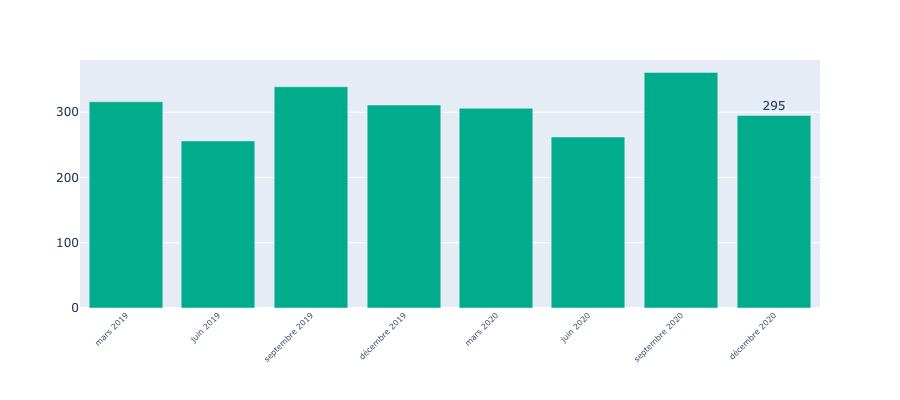 300
200
100
0
295
mars 2019
juin 2019
septembre 2019
décembre 2019
mars 2020
juin 2020
septembre 2020
décembre 2020